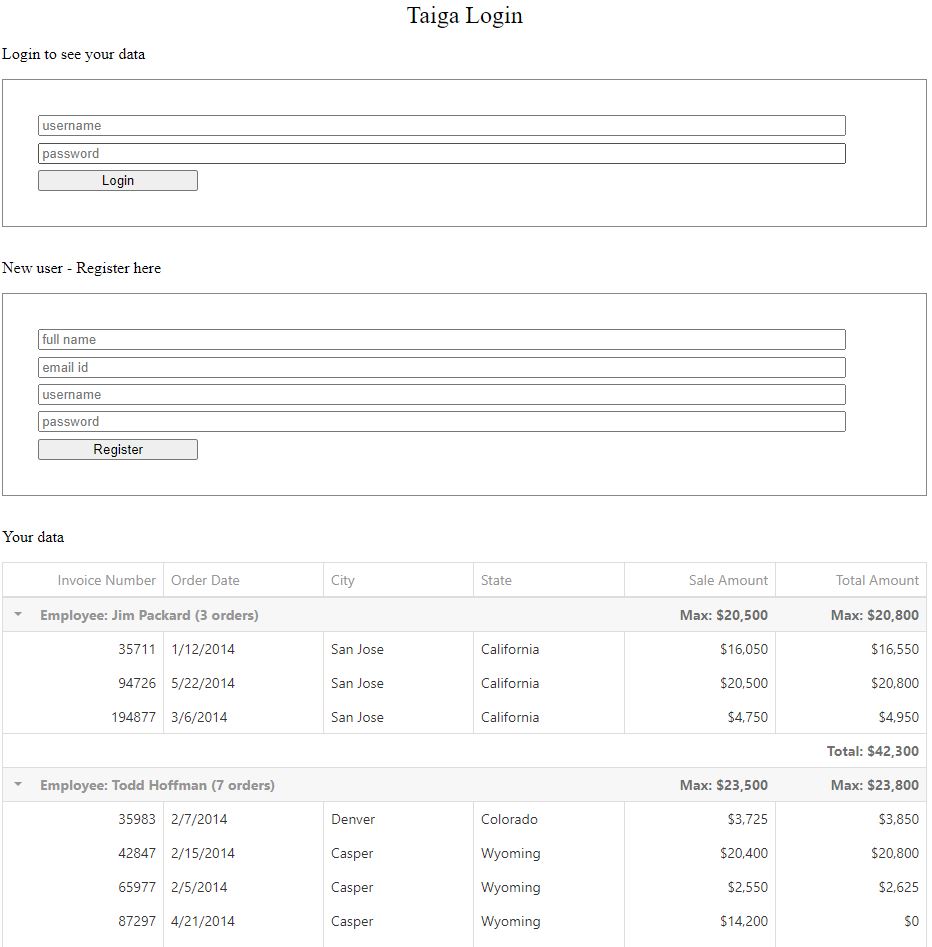 Taiga Login
Login to see your data
username
password
Login
New user - Register here
full name
email id
username
password
Register
Your data
Invoice Number Order Date City State Sale Amount Total Amount
Employee: Jim Packard (3 orders) Max: $20,500 Max: $20,800
35711 1/12/2014 San Jose California $16,050 $16,550
94726 5/22/2014 San Jose California $20,500 $20,800
194877 3/6/2014 San Jose California $4,750 $4,950
Total: $42,300
Employee: Todd Hoffman (7 orders) Max: $23,500 Max: $23,800
35983 2/7/2014 Denver Colorado $3,725 $3,850
42847 2/15/2014 Casper Wyoming $20,400 $20,800
65977 2/5/2014 Casper Wyoming $2,550 $2,625
87297 4/21/2014 Casper Wyoming $14,200 $0